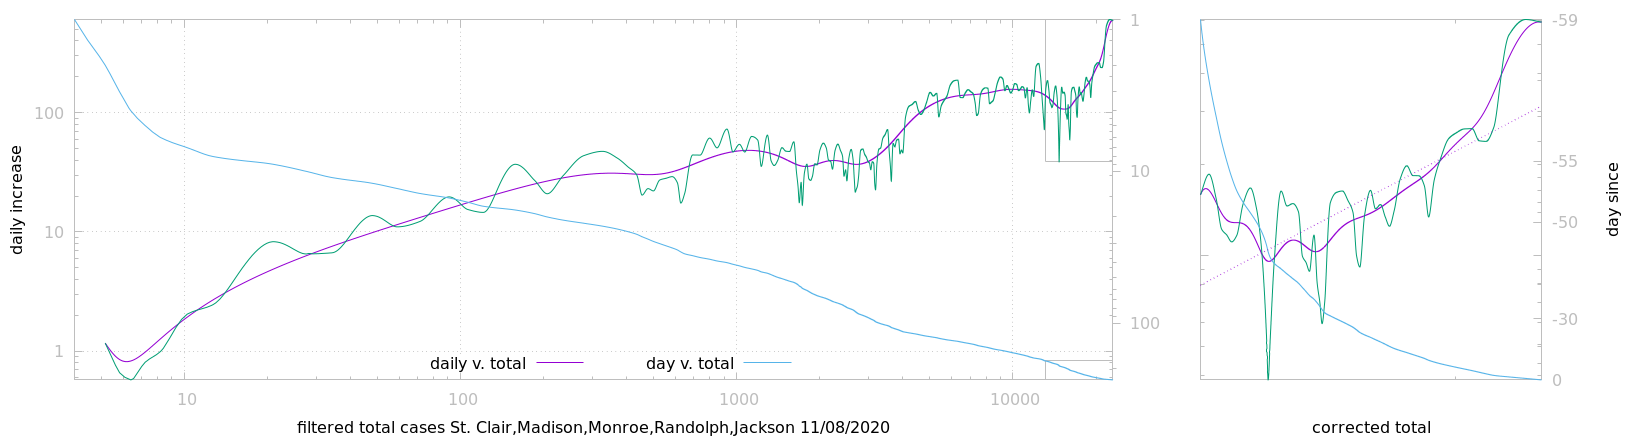 1
-59
100
daily increase
10
-55
10
-50
day since
100
-30
1
daily v. total
day v. total
0
10
100
1000
10000
filtered total cases St. Clair,Madison,Monroe,Randolph,Jackson 11/08/2020
corrected total